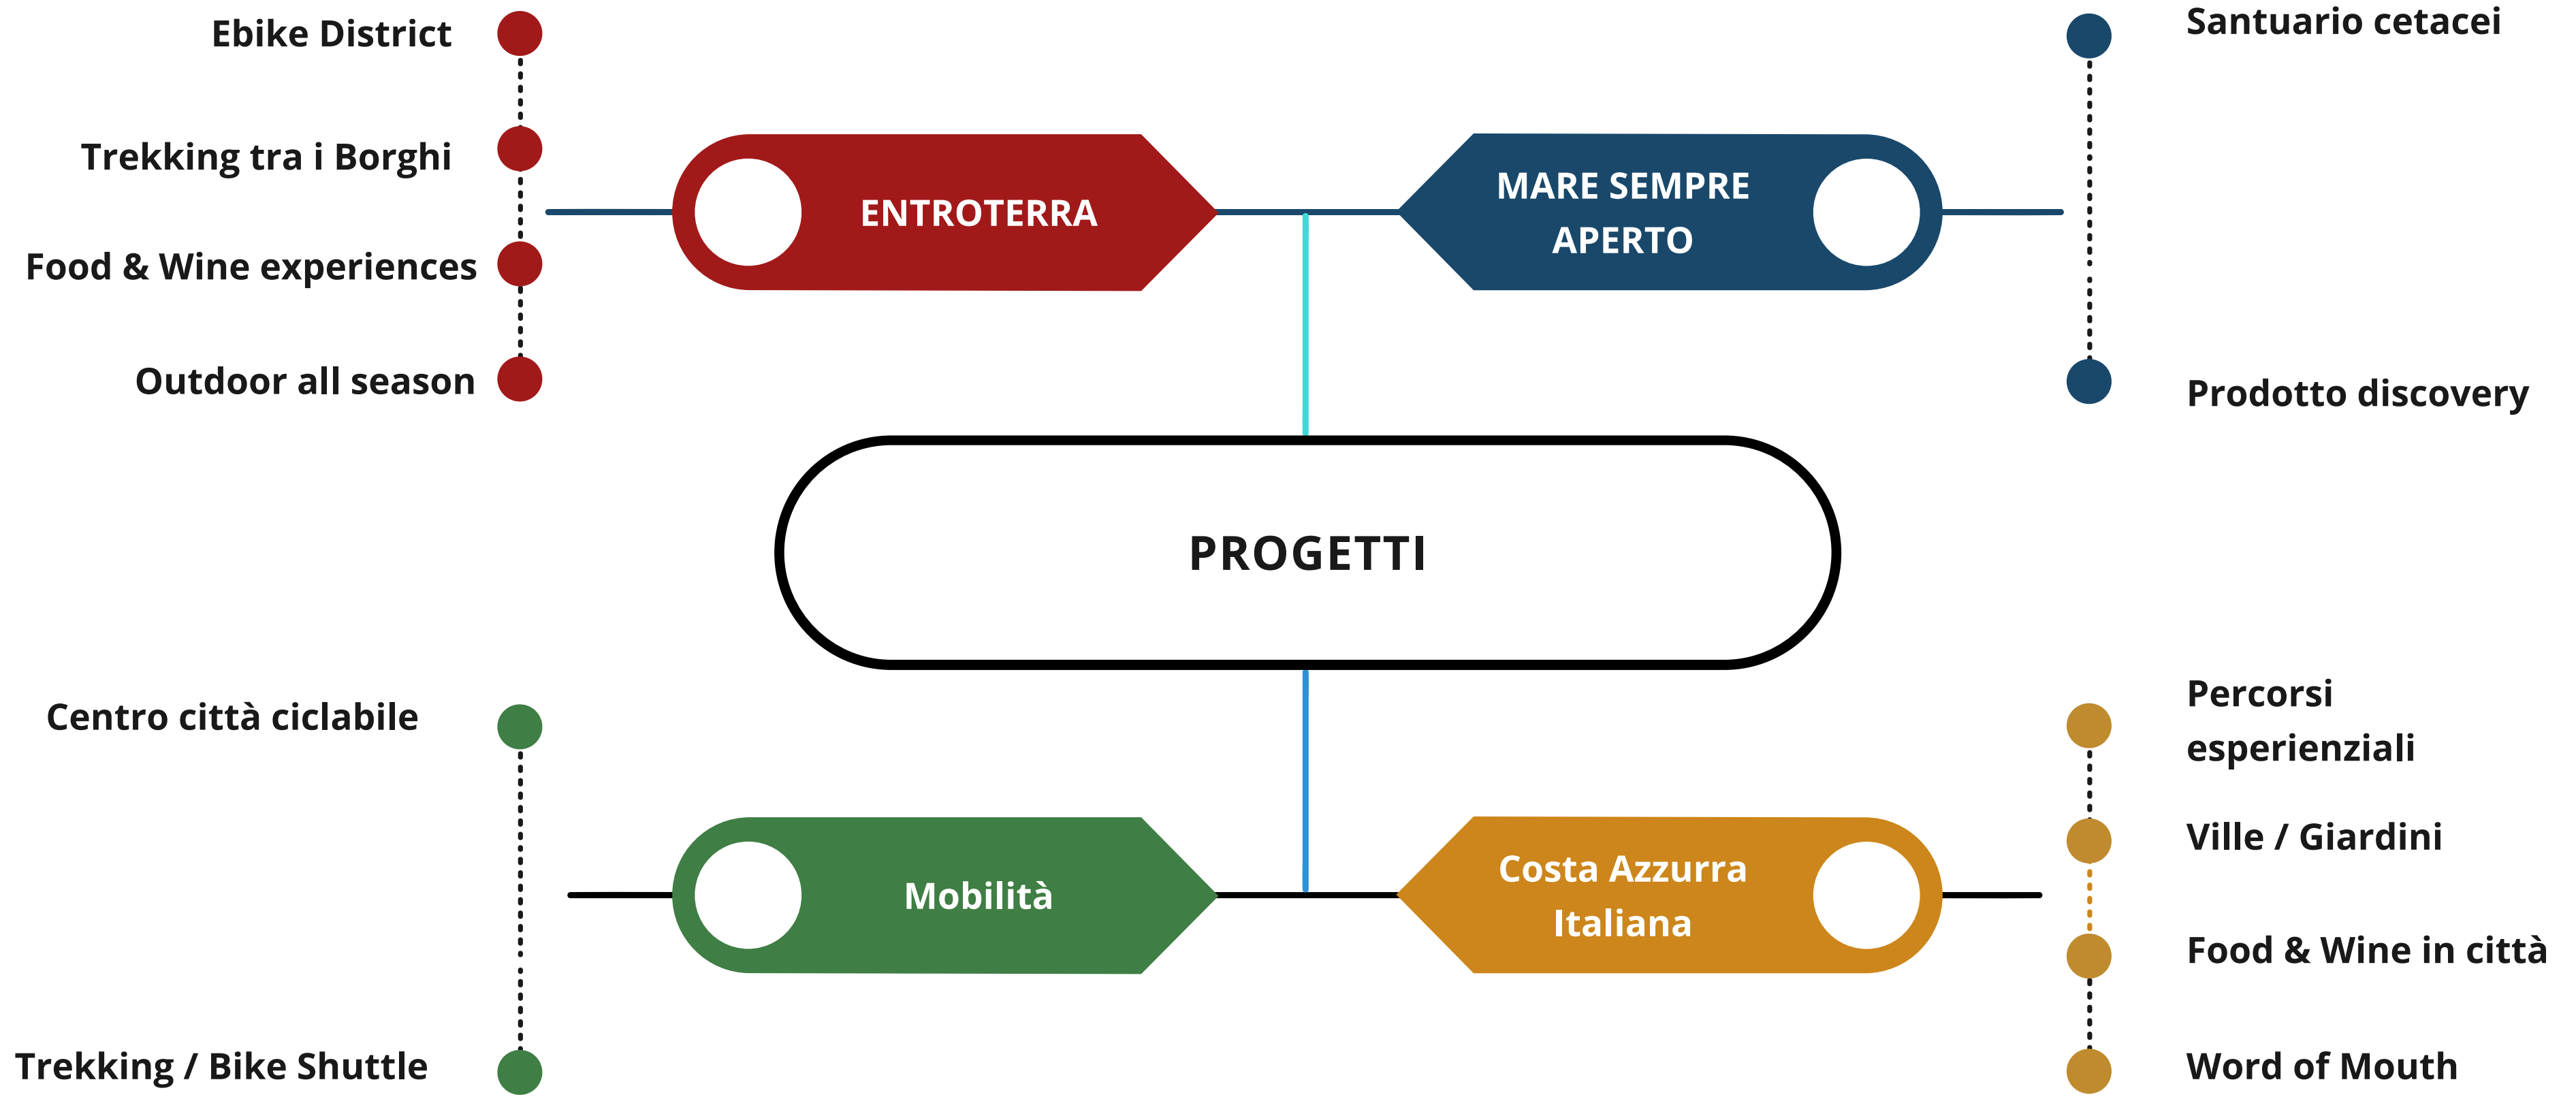 Ebike District
Trekking tra i Borghi
Food & Wine experiences
Outdoor all season
ENTROTERRA
MARE SEMPRE
APERTO
Santuario cetacei
Prodotto discovery
PROGETTI
Centro città ciclabile
Trekking / Bike Shuttle
Mobilità
Costa Azzurra
Italiana
Percorsi
esperienziali
Ville / Giardini
Food & Wine in città
Word of Mouth